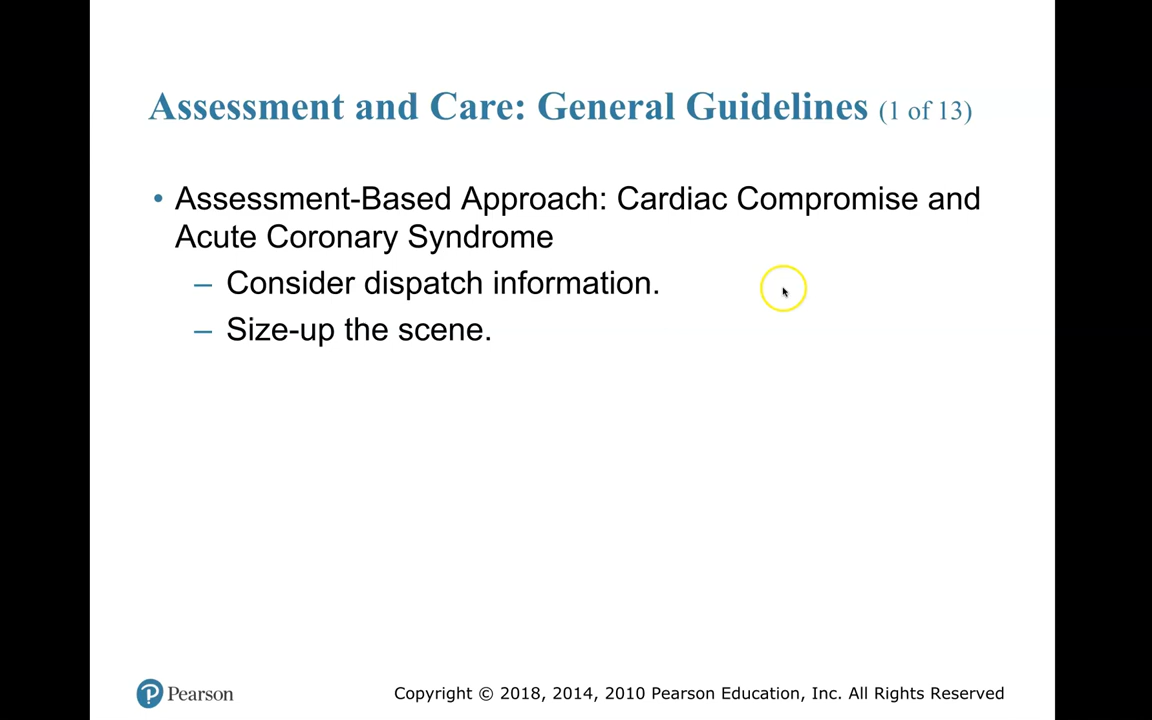 Assessment and Care: General Guidelines (1 of 13)
• Assessment-Based Approach: Cardiac Compromise and
Acute Coronary Syndrome
– Consider dispatch information.
– Size-up the scene.
Pearson
Copyright © 2018, 2014, 2010 Pearson Education, Inc. All Rights Reserved